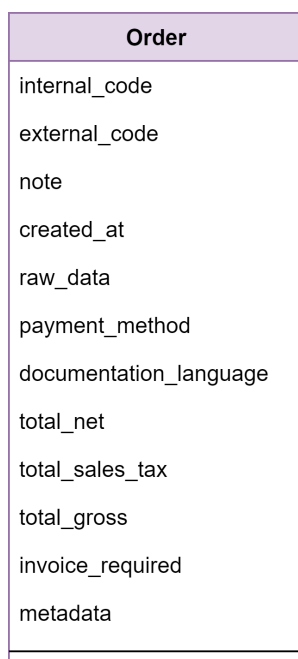 Order
internal_code
external_code
note
created_at
raw_data
payment_method
documentation_language
total_net
total_sales_tax
total_gross
invoice_required
metadata